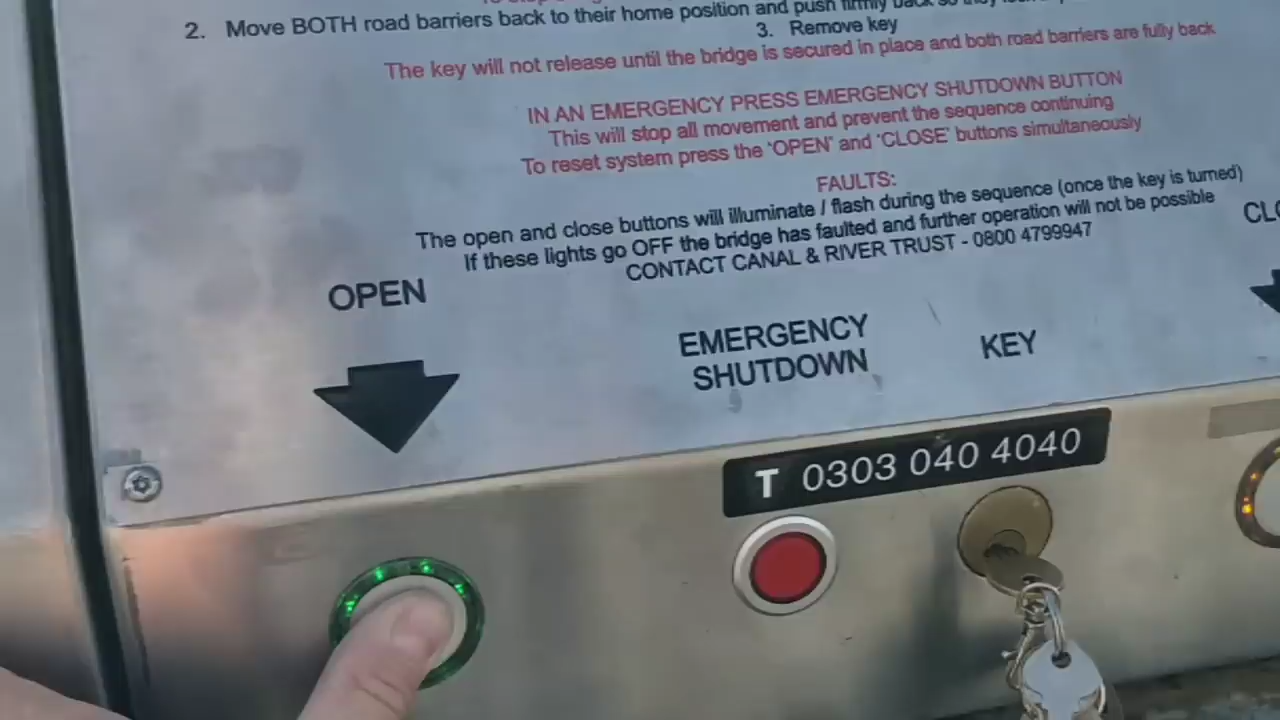 2. Move BOTH road barriers back to their home position and push firmly back so they
3. Remove key
The key will not release until the bridge is secured in place and both road barriers are fully back
IN AN EMERGENCY PRESS EMERGENCY SHUTDOWN BUTTON
This will stop all movement and prevent the sequence continuing
To reset system press the 'OPEN' and 'CLOSE' buttons simultaneously
FAULTS:
The open and close buttons will illuminate / flash during the sequence (once the key is turned)
If these lights go OFF the bridge has faulted and further operation will not be possible
CONTACT CANAL & RIVER TRUST - 0800 4799947
OPEN
EMERGENCY
SHUTDOWN
KEY
CLO
T 0303 040 4040